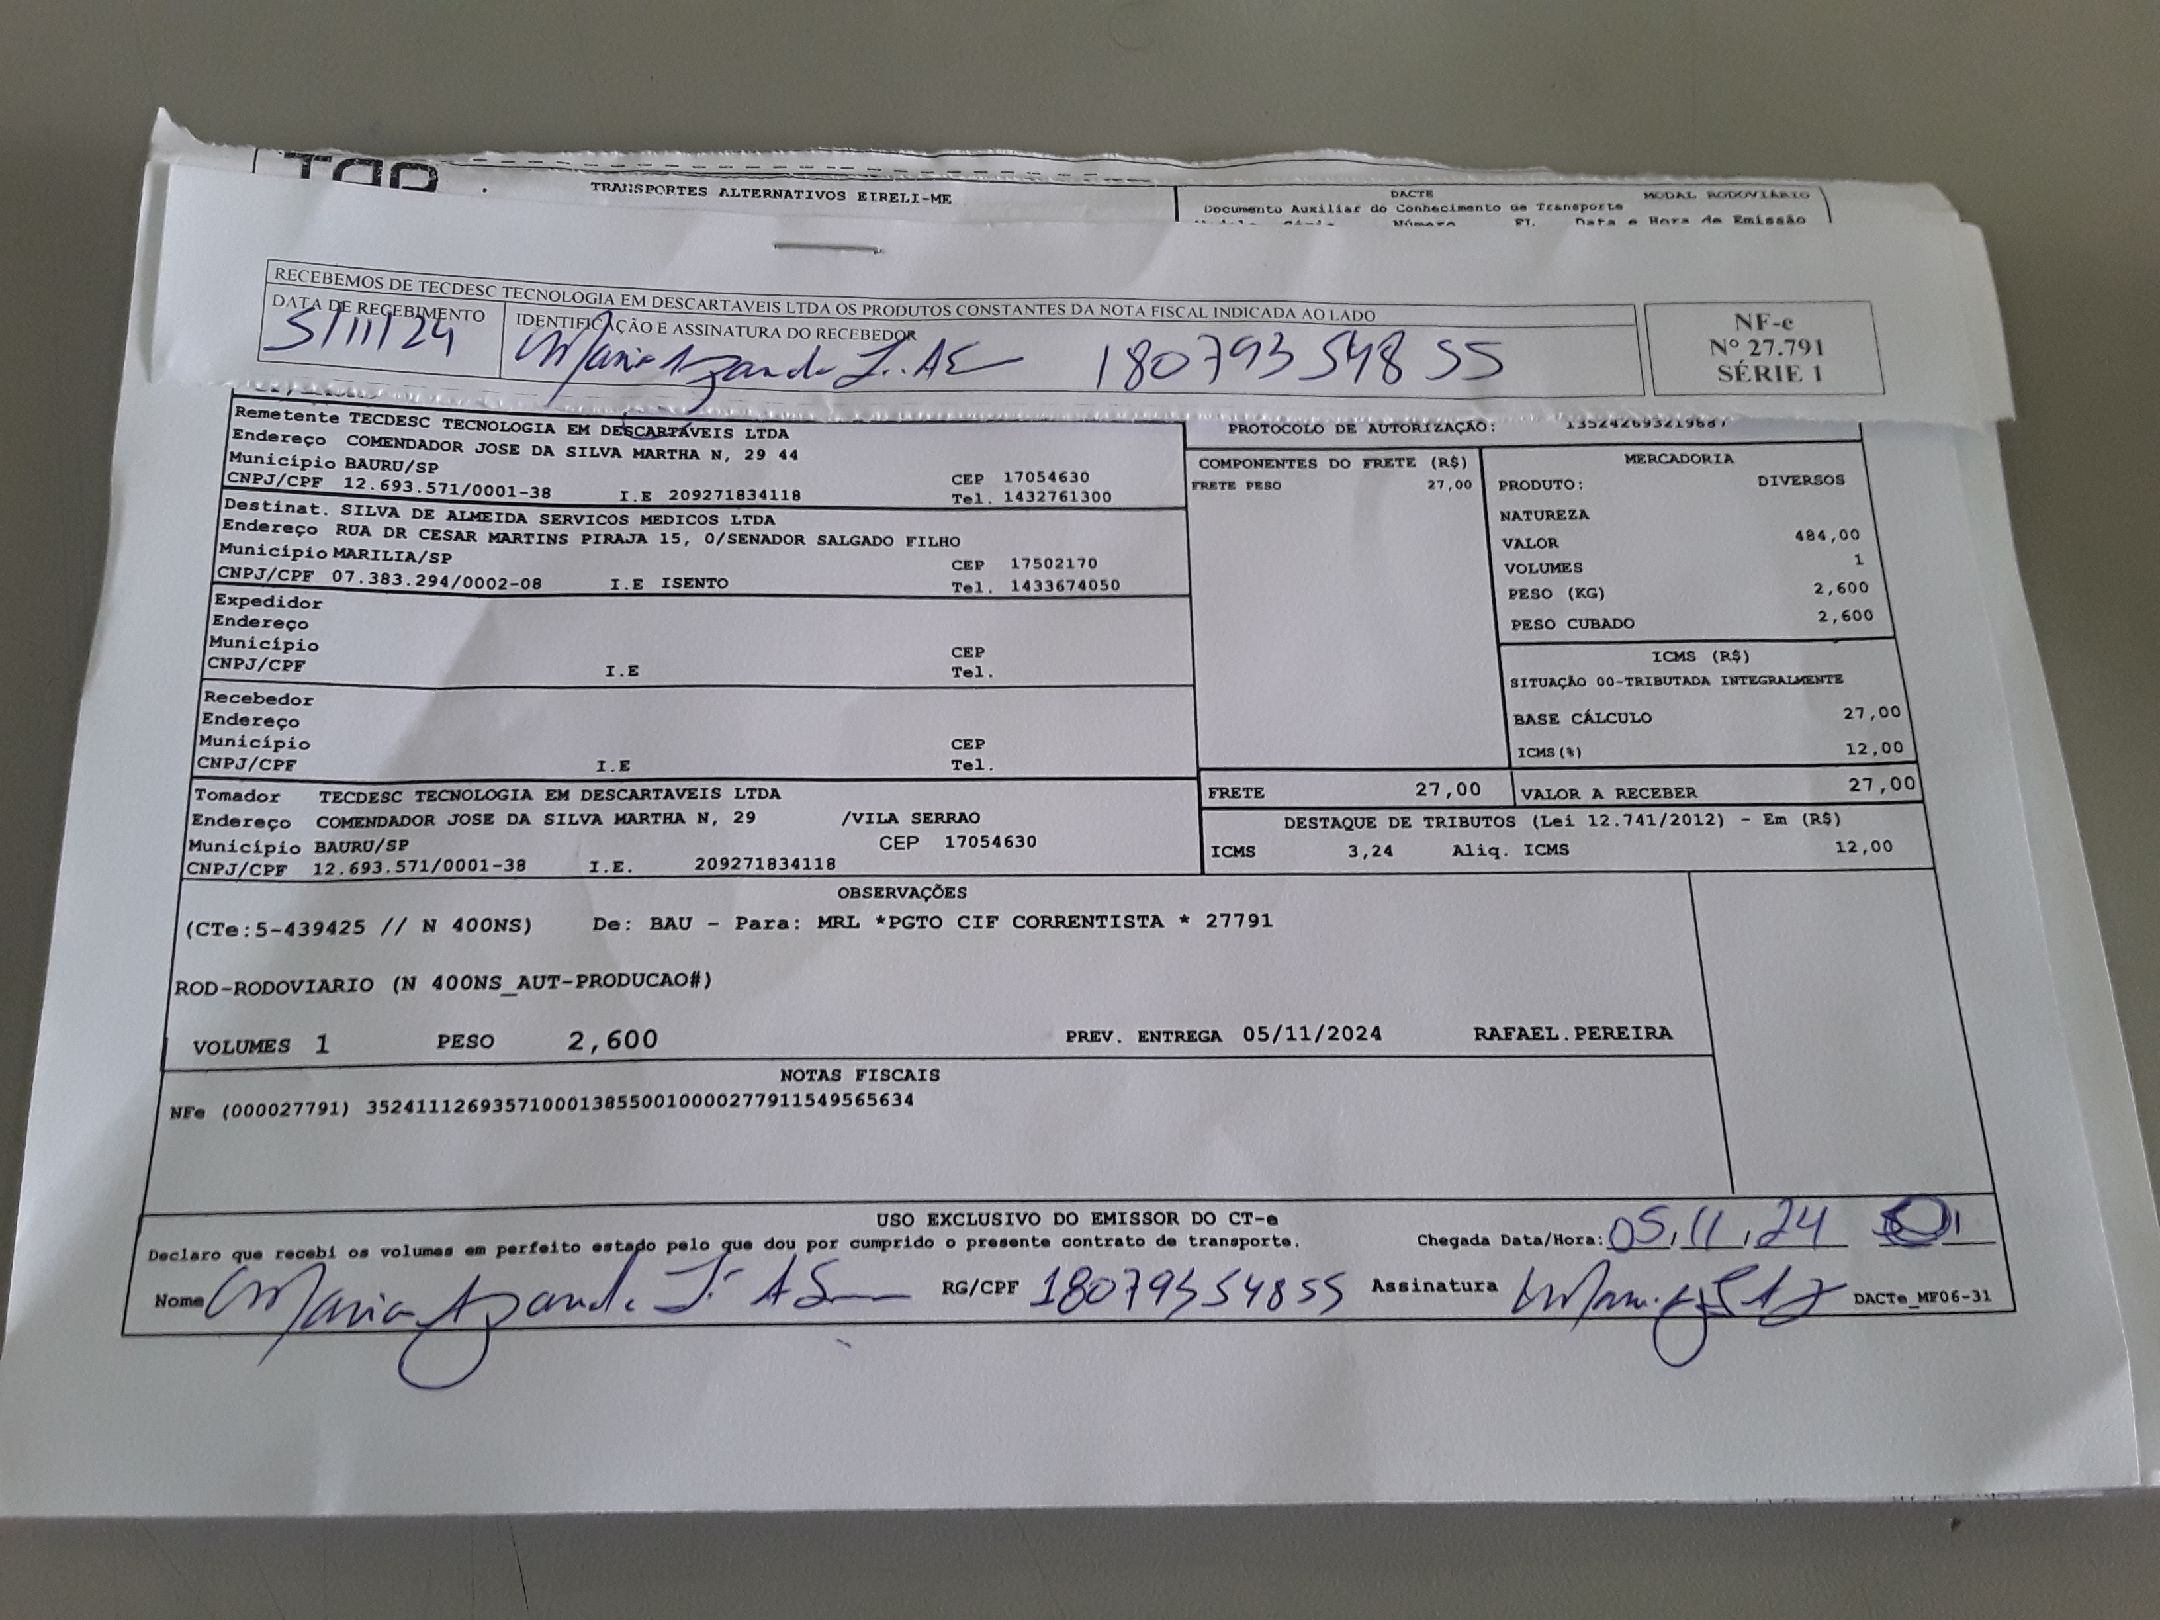 TRANSPORTES ALTERNATIVOS EIRELI-ME
DACTE MODAL RODOVIÁRIO
Documento Auxiliar do Conhecimento de Transporte
Número FL. Data e Hora de Emissão
RECEBEMOS DE TECDESC TECNOLOGIA EM DESCARTAVEIS LTDA OS PRODUTOS CONSTANTES DA NOTA FISCAL INDICADA AO LADO
DATA DE RECEBIMENTO IDENTIFICAÇÃO E ASSINATURA DO RECEBEDOR
5/11/24 Maria 18079354855
NF-e
Nº 27.791
SÉRIE 1
Remetente TECDESC TECNOLOGIA EM DESCARTAVEIS LTDA
Endereço COMENDADOR JOSE DA SILVA MARTHA N, 29 44
Município BAURU/SP CEP 17054630
CNPJ/CPF 12.693.571/0001-38 I.E 209271834118 Tel. 1432761300
Destinat. SILVA DE ALMEIDA SERVICOS MEDICOS LTDA
Endereço RUA DR CESAR MARTINS PIRAJA 15, 0/SENADOR SALGADO FILHO
Município MARILIA/SP CEP 17502170
CNPJ/CPF 07.383.294/0002-08 I.E ISENTO Tel. 1433674050
Expedidor
Endereço
Município CEP
CNPJ/CPF I.E Tel.
Recebedor
Endereço
Município CEP
CNPJ/CPF I.E Tel.
Tomador TECDESC TECNOLOGIA EM DESCARTAVEIS LTDA
Endereço COMENDADOR JOSE DA SILVA MARTHA N, 29 /VILA SERRAO
Município BAURU/SP CEP 17054630
CNPJ/CPF 12.693.571/0001-38 I.E. 209271834118
PROTOCOLO DE AUTORIZAÇÃO:
COMPONENTES DO FRETE (R$)
FRETE PESO 27,00
MERCADORIA
PRODUTO: DIVERSOS
NATUREZA
VALOR 484,00
VOLUMES 1
PESO (KG) 2,600
PESO CUBADO 2,600
ICMS (R$)
SITUAÇÃO 00-TRIBUTADA INTEGRALMENTE
BASE CÁLCULO 27,00
ICMS(%) 12,00
FRETE 27,00 VALOR A RECEBER 27,00
DESTAQUE DE TRIBUTOS (Lei 12.741/2012) - Em (R$)
ICMS 3,24 Aliq. ICMS 12,00
OBSERVAÇÕES
(CTe:5-439425 // N 400NS) De: BAU - Para: MRL *PGTO CIF CORRENTISTA * 27791
ROD-RODOVIARIO (N 400NS_AUT-PRODUCAO#)
VOLUMES 1 PESO 2,600 PREV. ENTREGA 05/11/2024 RAFAEL.PEREIRA
NOTAS FISCAIS
NFe (000027791) 35241112693571000138550010000277911549565634
USO EXCLUSIVO DO EMISSOR DO CT-e
Declaro que recebi os volumes em perfeito estado pelo que dou por cumprido o presente contrato de transporte. Chegada Data/Hora: 05,11,24
Nome Maria RG/CPF 18079354855 Assinatura DACTe_MF06-31